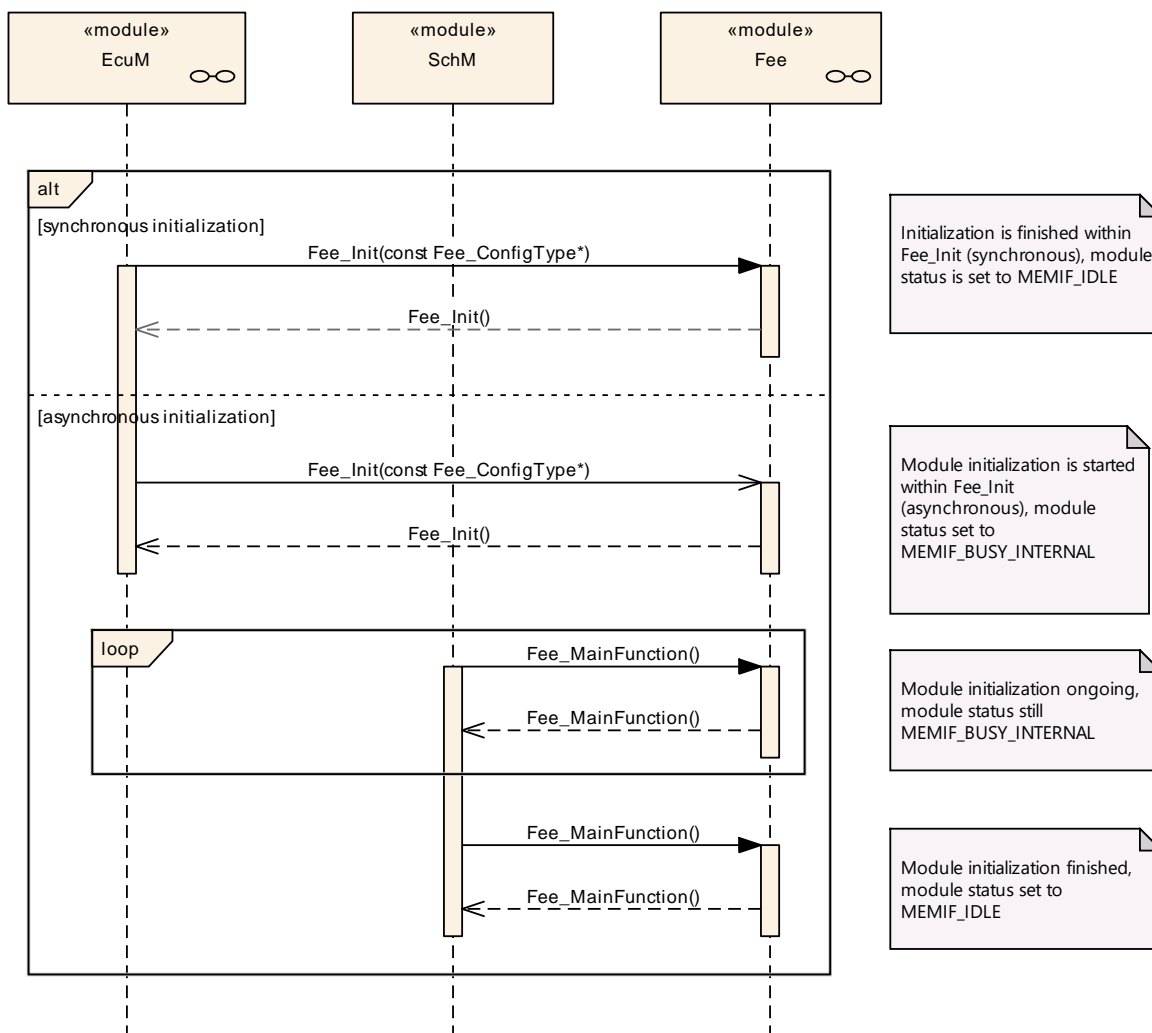 «module»
EcuM
«module»
SchM
«module»
Fee
alt
[synchronous initialization]
Fee_Init(const Fee_ConfigType*)
Fee_Init()
Initialization is finished within
Fee_Init (synchronous), module
status is set to MEMIF_IDLE
[asynchronous initialization]
Fee_Init(const Fee_ConfigType*)
Fee_Init()
Module initialization is started
within Fee_Init
(asynchronous), module
status set to
MEMIF_BUSY_INTERNAL
loop
Fee_MainFunction()
Fee_MainFunction()
Module initialization ongoing,
module status still
MEMIF_BUSY_INTERNAL
Fee_MainFunction()
Fee_MainFunction()
Module initialization finished,
module status set to
MEMIF_IDLE